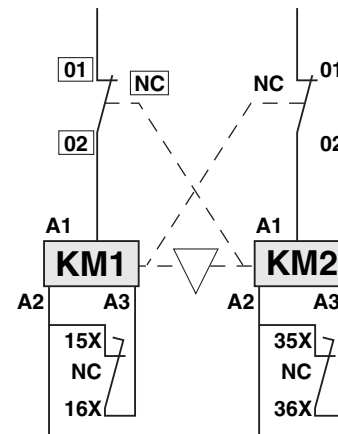 01 01
NC NC
02 02
A1 A1
KM1 KM2
A2 A3 A2 A3
15X 35X
NC NC
16X 36X